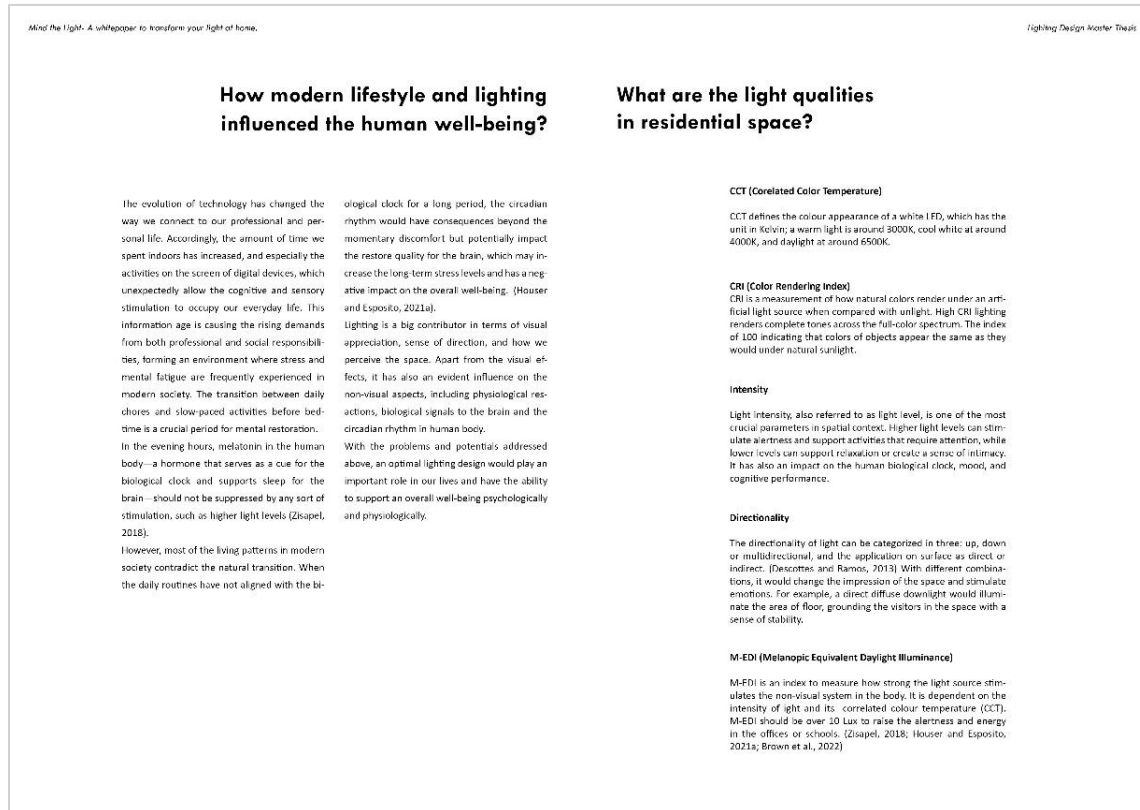 Mind the Light- A whitepaper to transform your light at home.
Lighitng Design Master Thesis
How modern lifestyle and lighting
influenced the human well-being?
The evolution of technology has changed the
way we connect to our professional and per-
sonal life. Accordingly, the amount of time we
spent indoors has increased, and especially the
activities on the screen of digital devices, which
unexpectedly allow the cognitive and sensory
stimulation to occupy our everyday life. This
information age is causing the rising demands
from both professional and social responsibili-
ties, forming an environment where stress and
mental fatigue are frequently experienced in
modern society. The transition between daily
chores and slow-paced activities before bed-
time is a crucial period for mental restoration.
In the evening hours, melatonin in the human
body—a hormone that serves as a cue for the
biological clock and supports sleep for the
brain—should not be suppressed by any sort of
stimulation, such as higher light levels (Zisapel,
2018).
However, most of the living patterns in modern
society contradict the natural transition. When
the daily routines have not aligned with the bi-
ological clock for a long period, the circadian
rhythm would have consequences beyond the
momentary discomfort but potentially impact
the restore quality for the brain, which may in-
crease the long-term stress levels and has a neg-
ative impact on the overall well-being. (Houser
and Esposito, 2021a).
Lighting is a big contributor in terms of visual
appreciation, sense of direction, and how we
perceive the space. Apart from the visual ef-
fects, it has also an evident influence on the
non-visual aspects, including physiological res-
actions, biological signals to the brain and the
circadian rhythm in human body.
With the problems and potentials addressed
above, an optimal lighting design would play an
important role in our lives and have the ability
to support an overall well-being psychologically
and physiologically.
What are the light qualities
in residential space?
CCT (Corelated Color Temperature)
CCT defines the colour appearance of a white LED, which has the
unit in Kelvin; a warm light is around 3000K, cool white at around
4000K, and daylight at around 6500K.
CRI (Color Rendering Index)
CRI is a measurement of how natural colors render under an arti-
ficial light source when compared with unlight. High CRI lighting
renders complete tones across the full-color spectrum. The index
of 100 indicating that colors of objects appear the same as they
would under natural sunlight.
Intensity
Light intensity, also referred to as light level, is one of the most
crucial parameters in spatial context. Higher light levels can stim-
ulate alertness and support activities that require attention, while
lower levels can support relaxation or create a sense of intimacy.
It has also an impact on the human biological clock, mood, and
cognitive performance.
Directionality
The directionality of light can be categorized in three: up, down
or multidirectional, and the application on surface as direct or
indirect. (Descottes and Ramos, 2013) With different combina-
tions, it would change the impression of the space and stimulate
emotions. For example, a direct diffuse downlight would illumi-
nate the area of floor, grounding the visitors in the space with a
sense of stability.
M-EDI (Melanopic Equivalent Daylight Illuminance)
M-EDI is an index to measure how strong the light source stim-
ulates the non-visual system in the body. It is dependent on the
intensity of ight and its correlated colour temperature (CCT).
M-EDI should be over 10 Lux to raise the alertness and energy
in the offices or schools. (Zisapel, 2018; Houser and Esposito,
2021a; Brown et al., 2022)